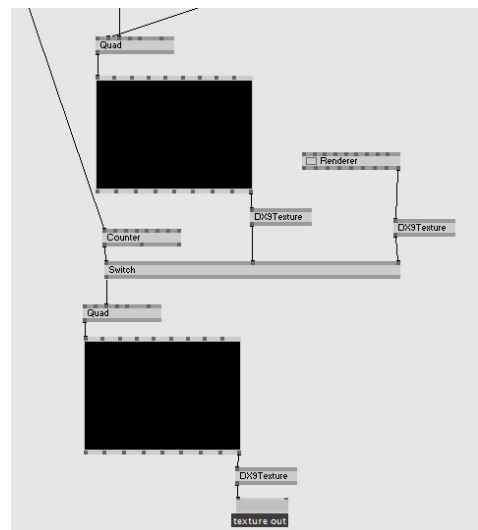 Quad
Renderer
DX9Texture
DX9Texture
Counter
Switch
Quad
DX9Texture
texture out